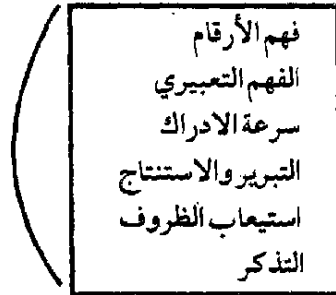 فهم الأرقام
الفهم التعبيري
سرعة الادراك
التبرير والاستنتاج
استيعاب الظروف
التذكر